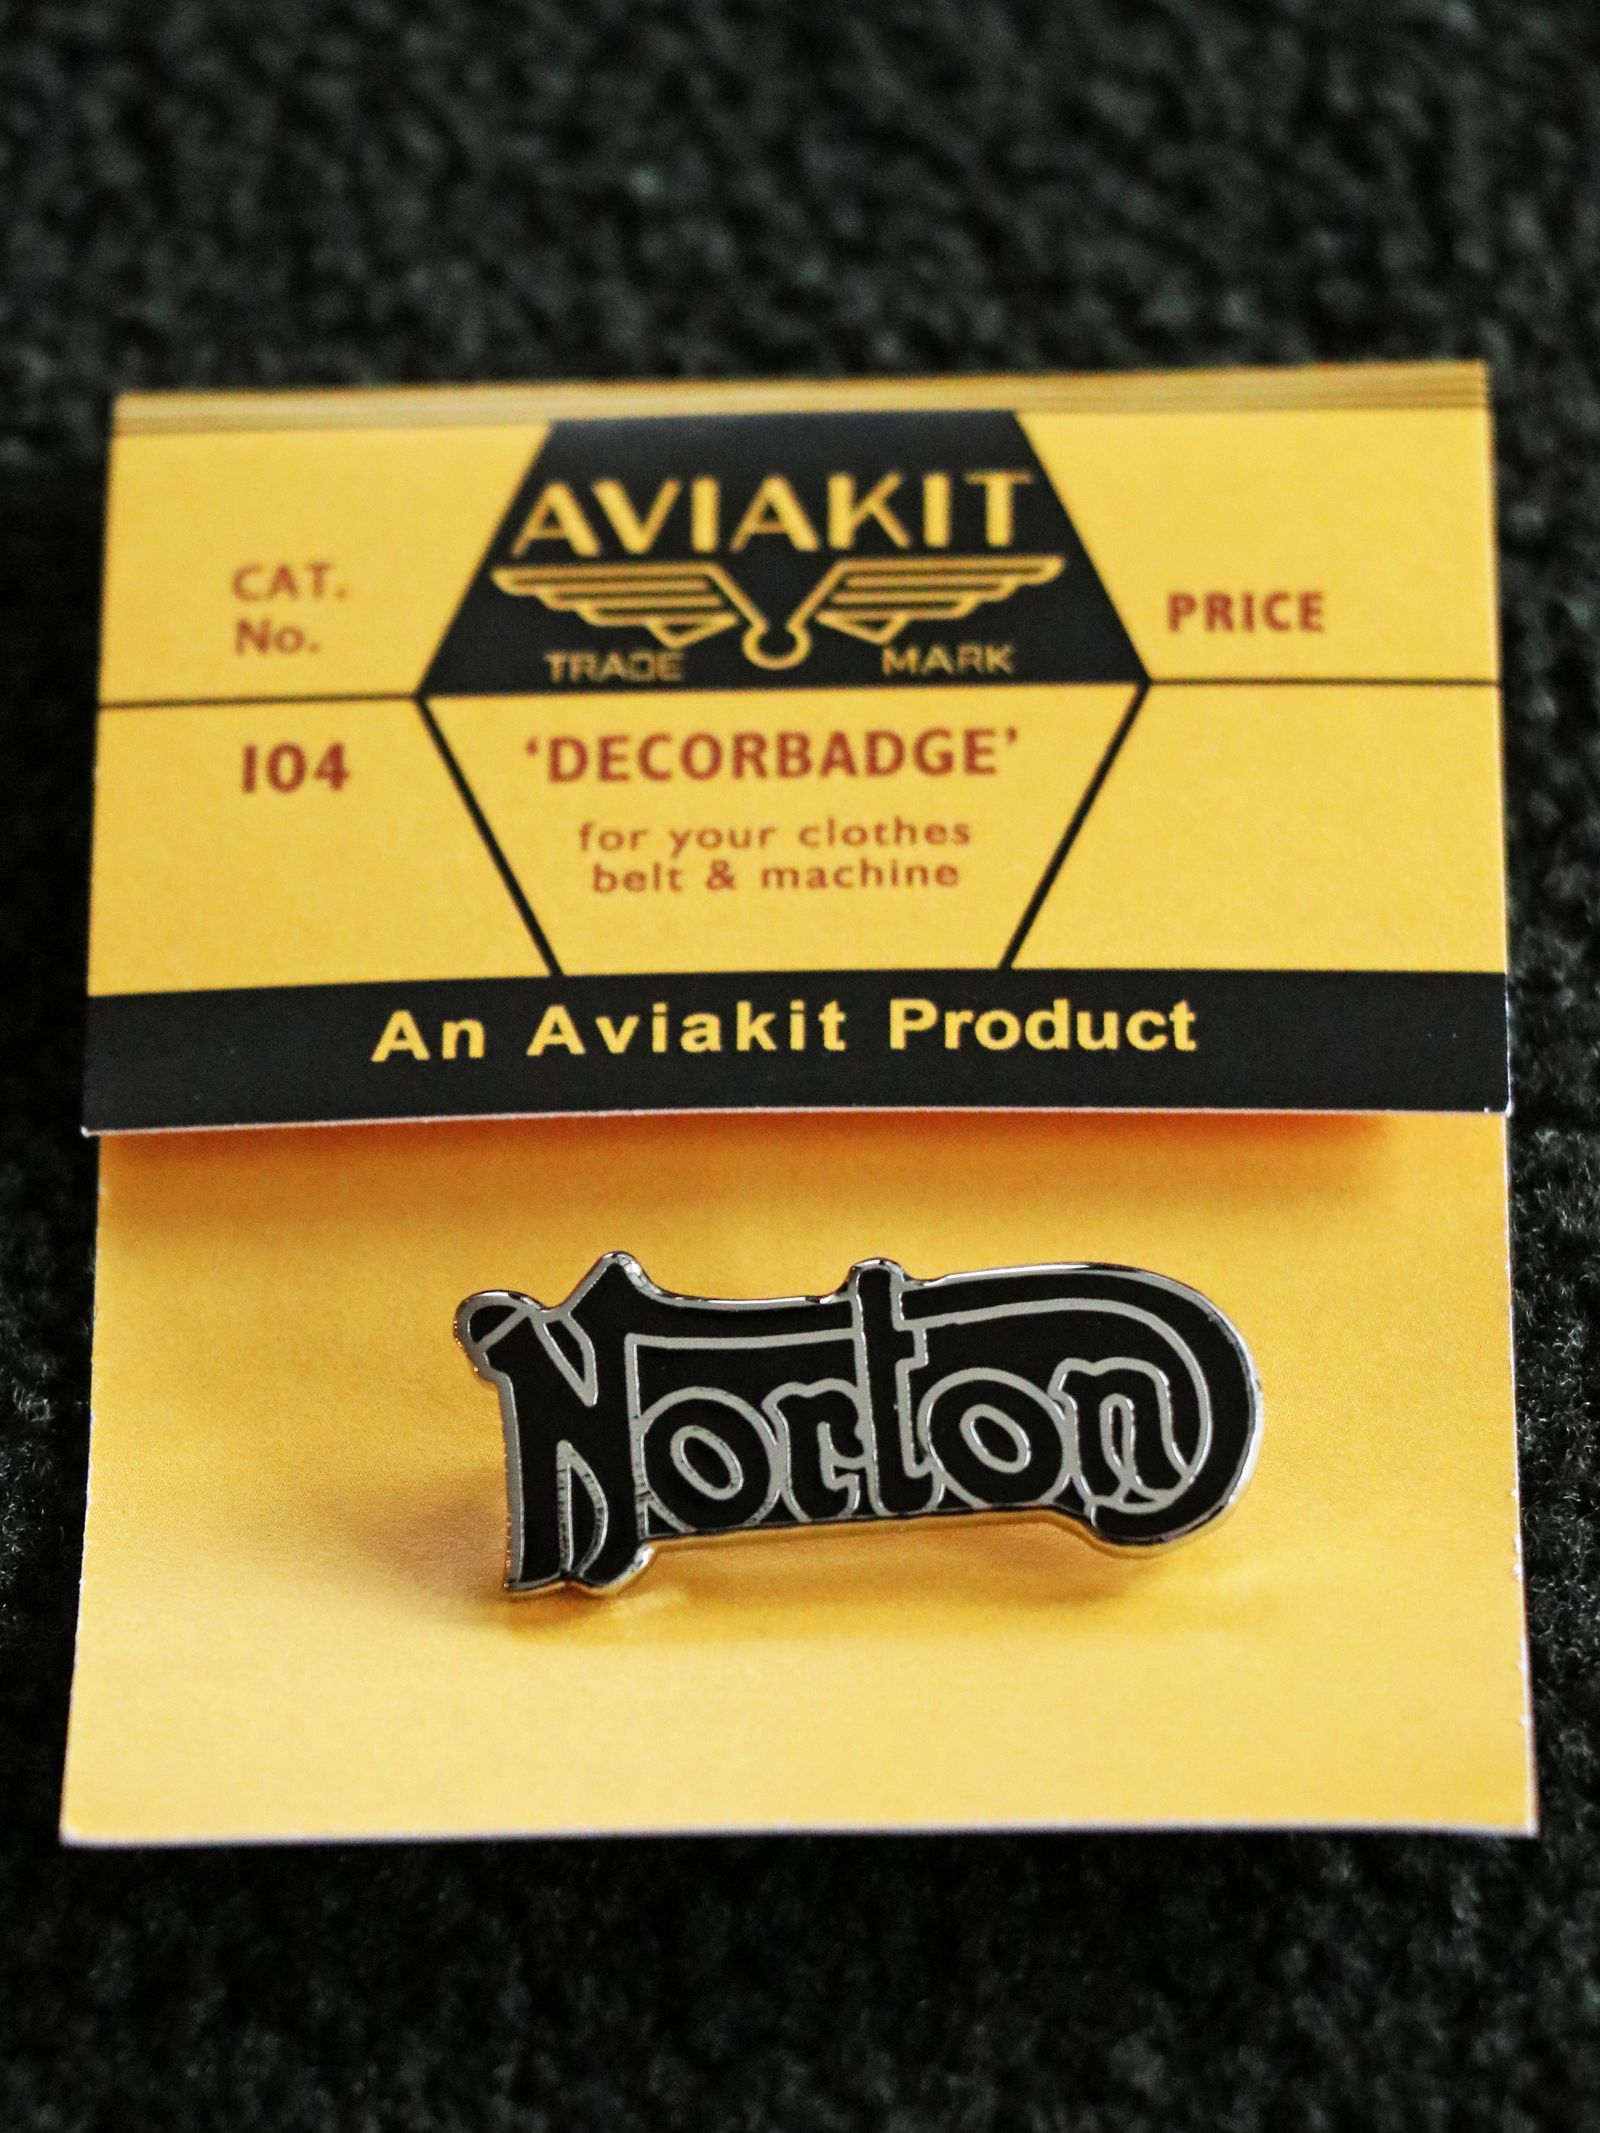 AVIAKIT
TRADE MARK
CAT.
No.
PRICE
104
'DECORBADGE'
for your clothes
belt & machine
An Aviakit Product
Norton